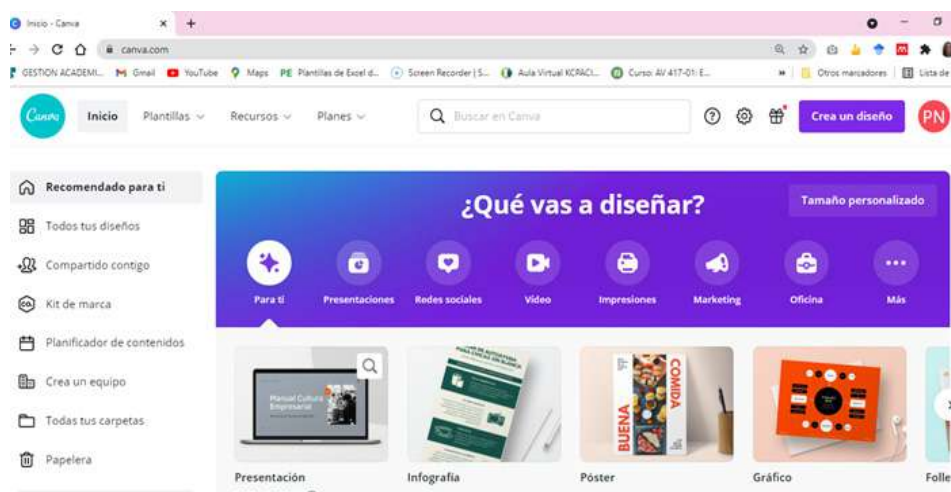 Inicio - Canva
canva.com
GESTION ACADEMI... Gmail YouTube Maps PE Plantillas de Excel d... Screen Recorder | S... Aula Virtual KCPACI... Curso: AV 417-01: E... Otros marcadores Lista de
Canva Inicio Plantillas Recursos Planes Buscar en Canva Crea un diseño PN
Recomendado para ti
Todos tus diseños
Compartido contigo
Kit de marca
Planificador de contenidos
Crea un equipo
Todas tus carpetas
Papelera
¿Qué vas a diseñar? Tamaño personalizado
Para ti Presentaciones Redes sociales Video Impresiones Marketing Oficina Más
Manual Cultura
Empresarial
BUENA
COMIDA
Presentación Infografía Póster Gráfico Folle